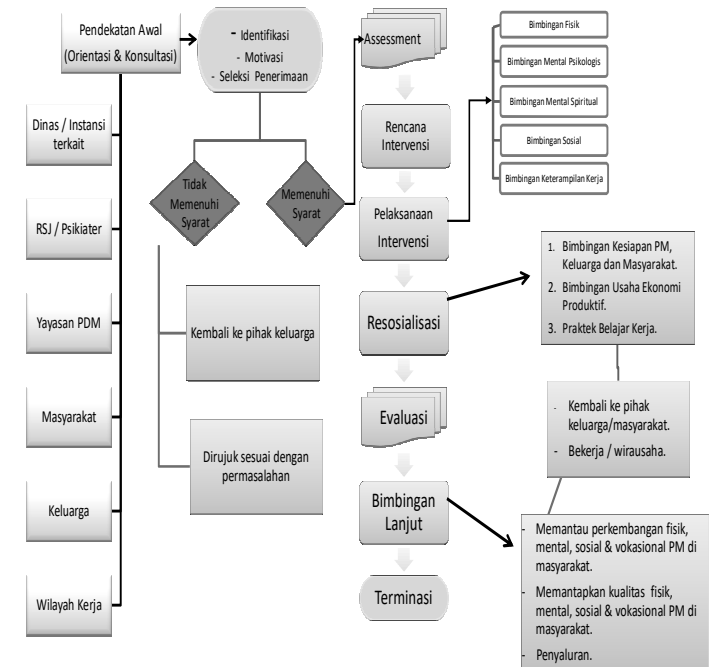 Pendekatan Awal
(Orientasi & Konsultasi)
- Identifikasi
- Motivasi
- Seleksi Penerimaan
Assessment
Bimbingan Fisik
Bimbingan Mental Psikologis
Bimbingan Mental Spiritual
Bimbingan Sosial
Bimbingan Keterampilan Kerja
Dinas / Instansi
terkait
RSJ / Psikiater
Yayasan PDM
Masyarakat
Keluarga
Wilayah Kerja
Tidak
Memenuhi
Syarat
Memenuhi
Syarat
Kembali ke pihak keluarga
Dirujuk sesuai dengan
permasalahan
Rencana
Intervensi
Pelaksanaan
Intervensi
Resosialisasi
Evaluasi
Bimbingan
Lanjut
Terminasi
1. Bimbingan Kesiapan PM,
Keluarga dan Masyarakat.
2. Bimbingan Usaha Ekonomi
Produktif.
3. Praktek Belajar Kerja.
- Kembali ke pihak
keluarga/masyarakat.
- Bekerja / wirausaha.
- Memantau perkembangan fisik,
mental, sosial & vokasional PM di
masyarakat.
- Memantapkan kualitas fisik,
mental, sosial & vokasional PM di
masyarakat.
- Penyaluran.